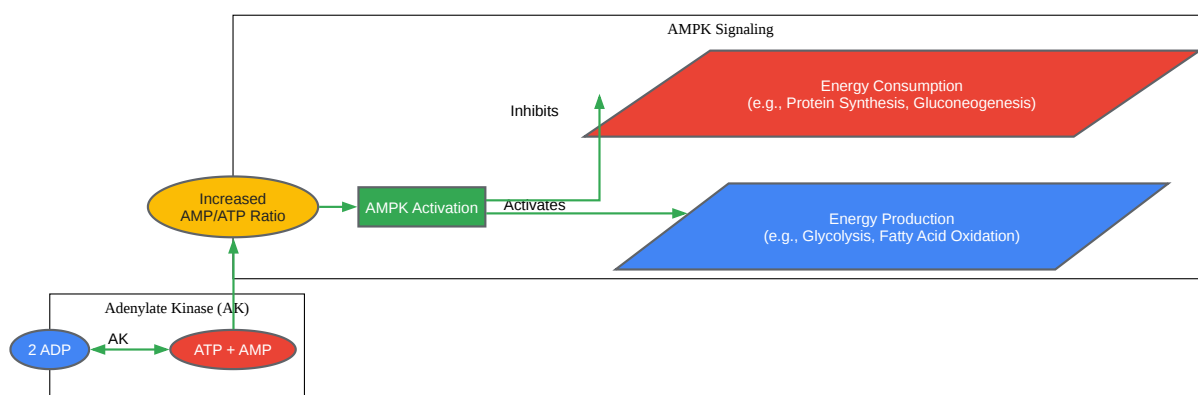 AMPK Signaling
Energy Consumption
(e.g., Protein Synthesis, Gluconeogenesis)
Inhibits
Increased
AMP/ATP Ratio
AMPK Activation
Activates
Energy Production
(e.g., Glycolysis, Fatty Acid Oxidation)
Adenylate Kinase (AK)
2 ADP
AK
ATP + AMP